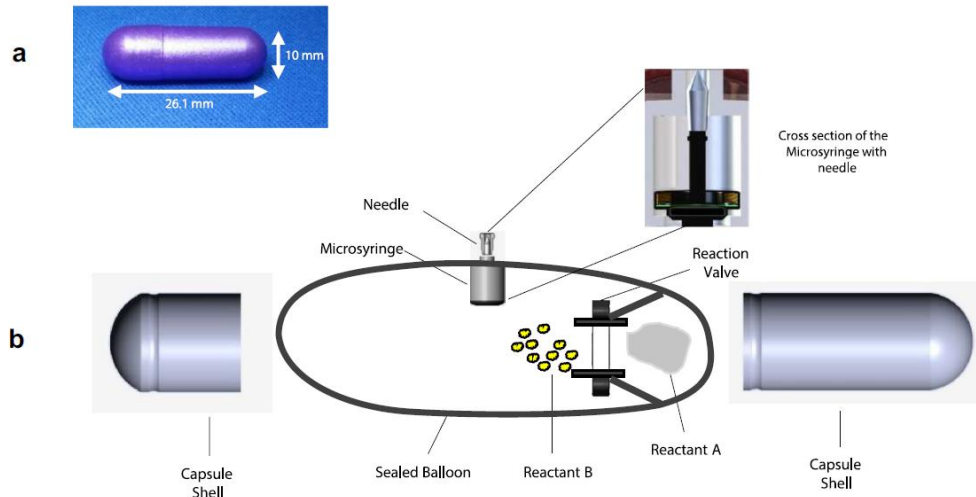 a
10 mm
26.1 mm
Cross section of the
Microsyringe with
needle
Needle
Microsyringe
Reaction
Valve
b
Capsule
Shell
Sealed Balloon
Reactant B
Reactant A
Capsule
Shell